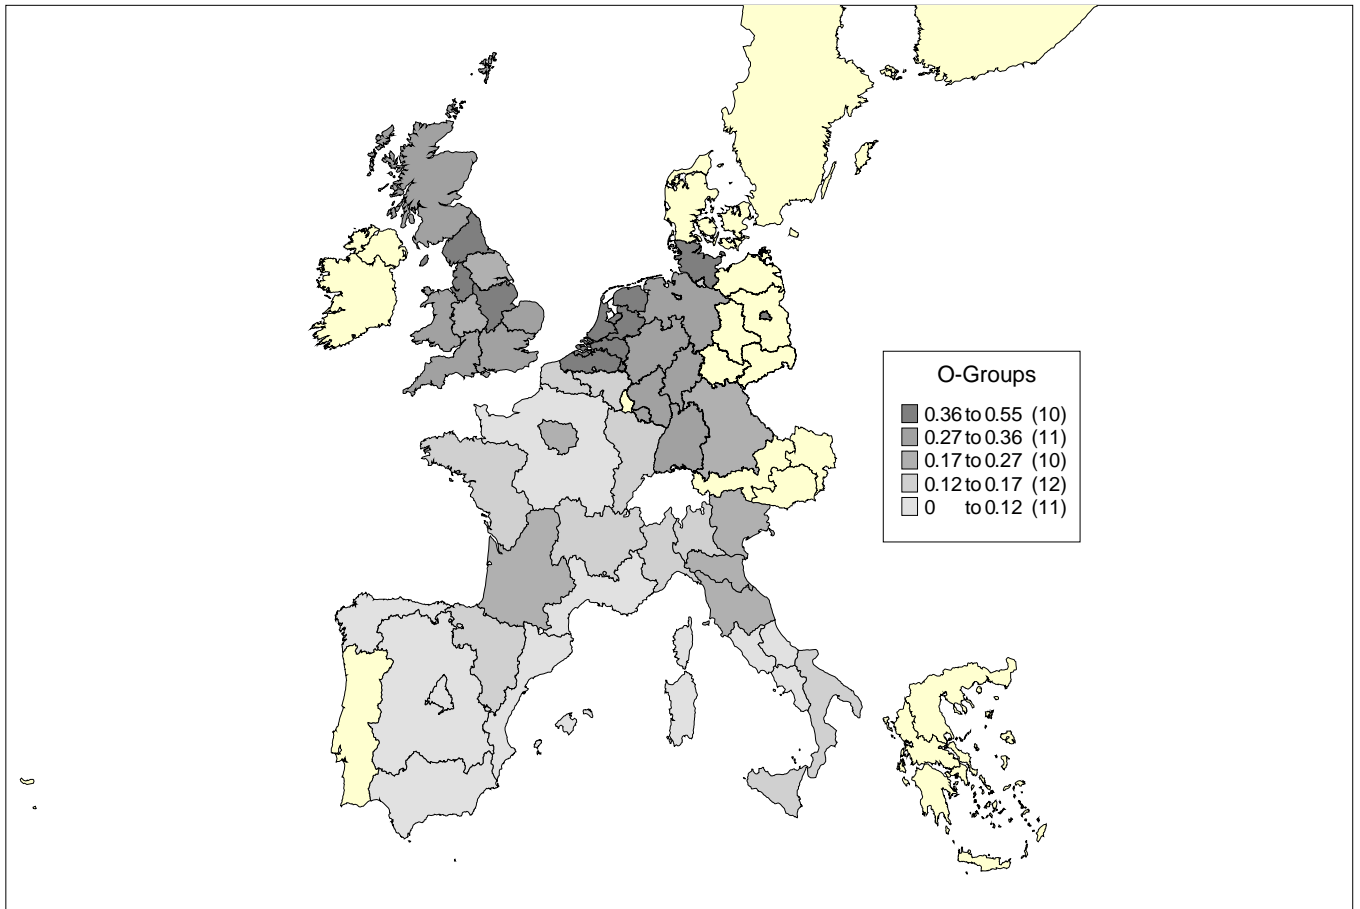 O-Groups
0.36 to 0.55 (10)
0.27 to 0.36 (11)
0.17 to 0.27 (10)
0.12 to 0.17 (12)
0 to 0.12 (11)